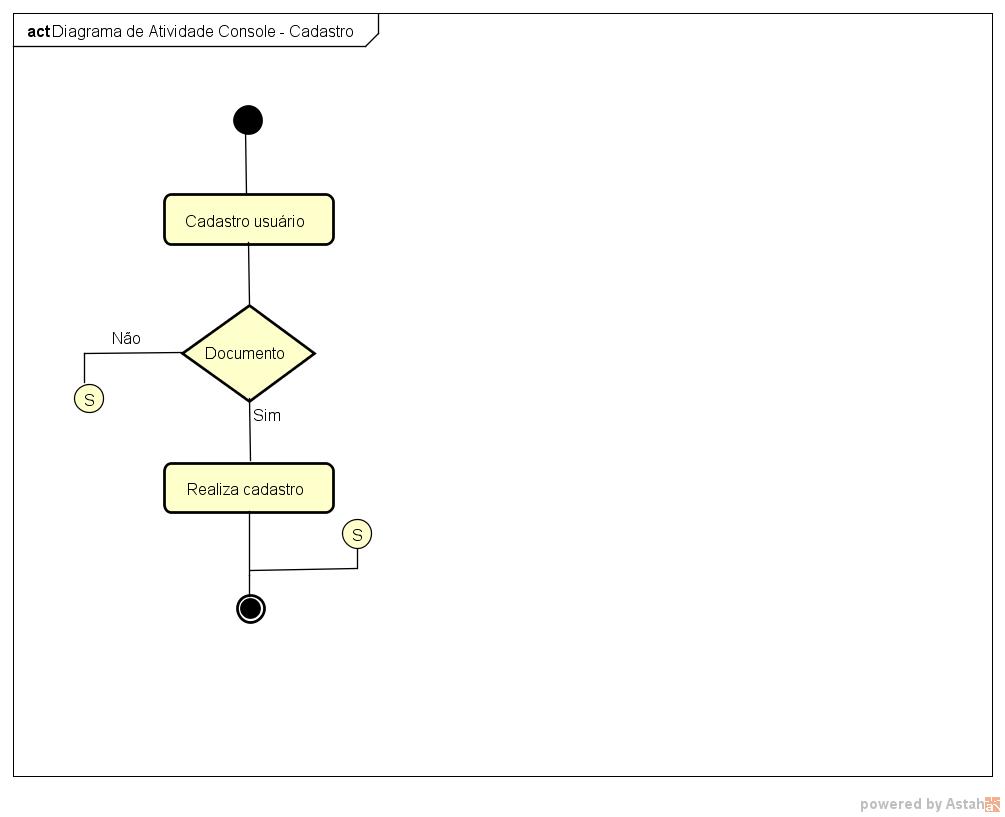 act Diagrama de Atividade Console - Cadastro
Cadastro usuário
Documento
Não
S
Sim
Realiza cadastro
S
powered by Astah